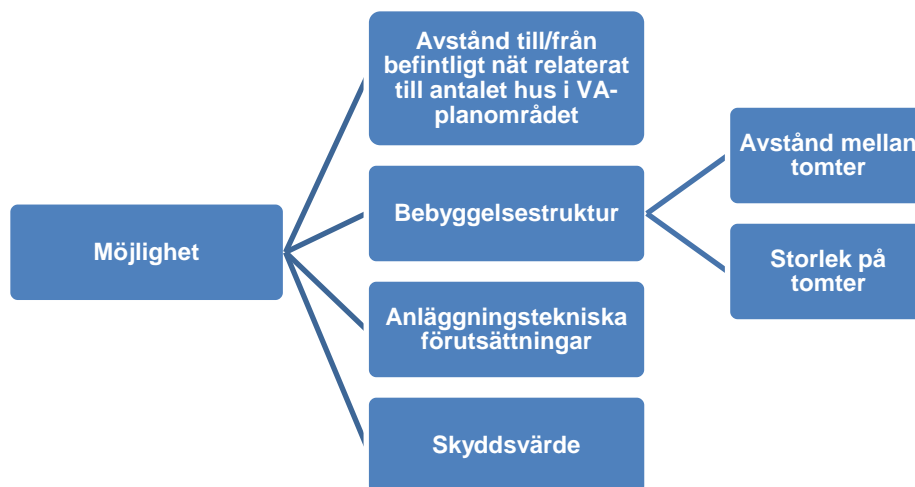 Möjlighet
Avstånd till/från
befintligt nät relaterat
till antalet hus i VA-
planområdet
Bebyggelsestruktur
Anläggningstekniska
förutsättningar
Skyddsvärde
Avstånd mellan
tomter
Storlek på
tomter